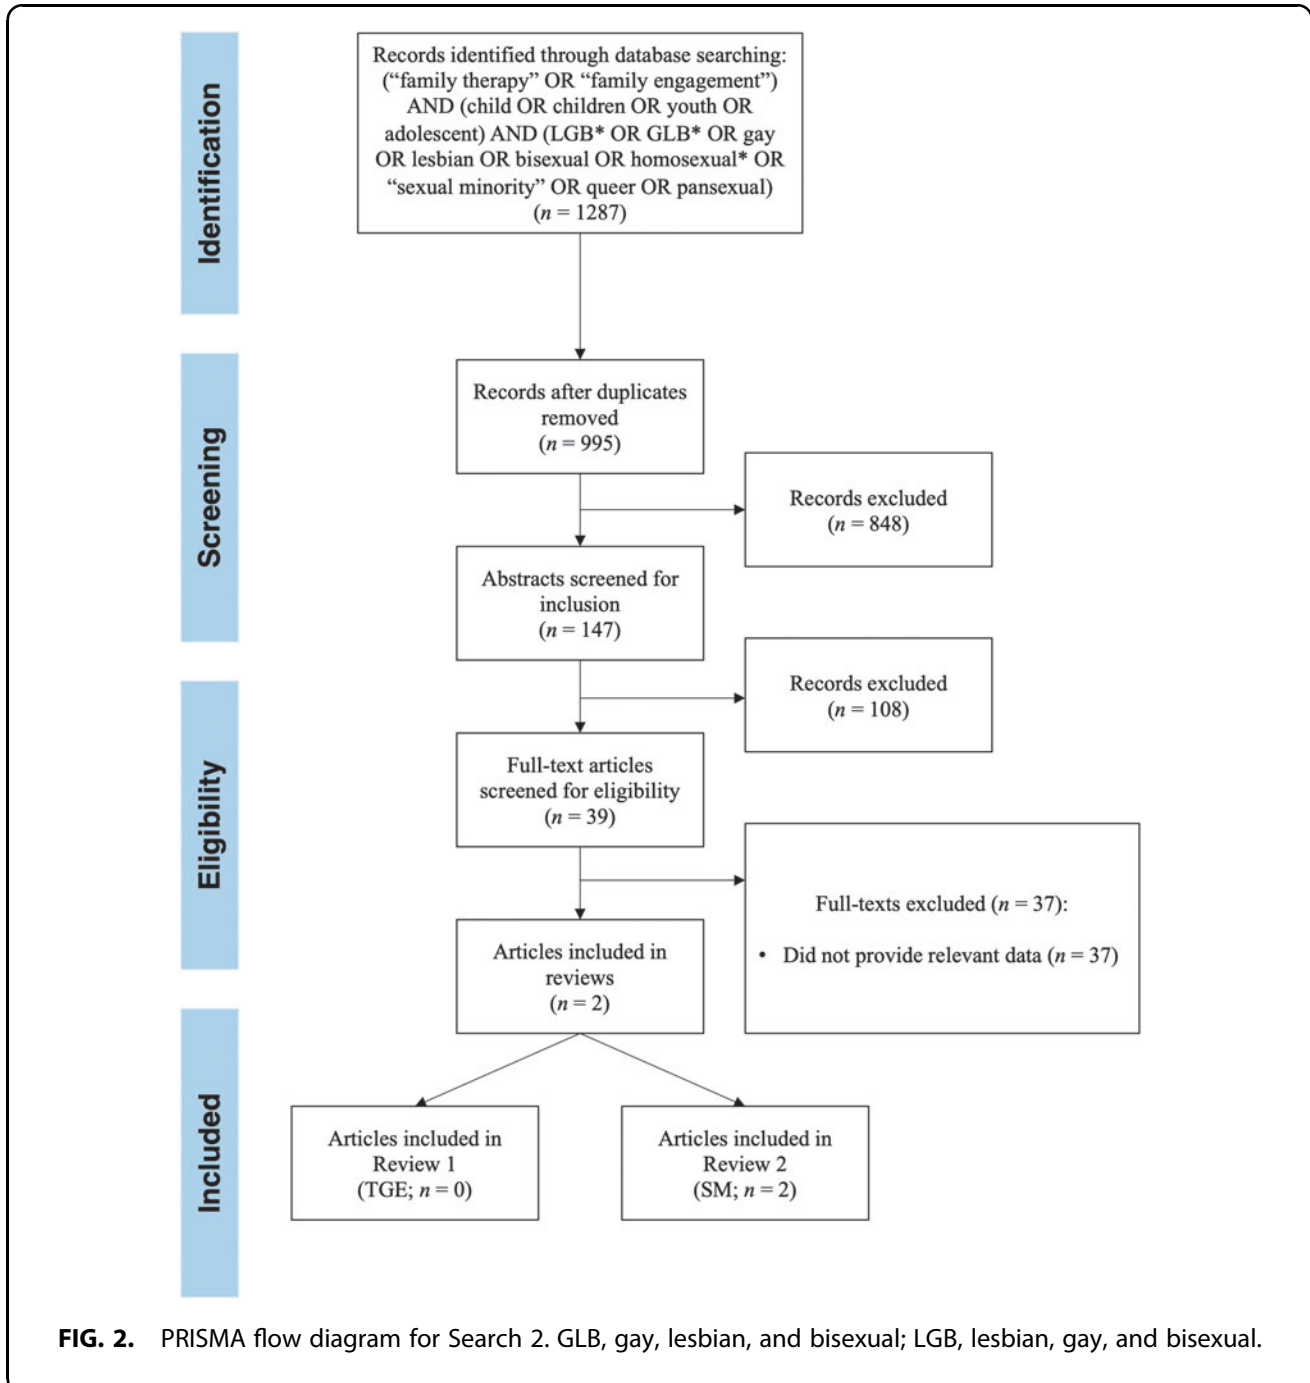 Identification
Records identified through database searching:
(“family therapy” OR “family engagement”)
AND (child OR children OR youth OR
adolescent) AND (LGB* OR GLB* OR gay
OR lesbian OR bisexual OR homosexual* OR
“sexual minority” OR queer OR pansexual)
(n = 1287)
Screening
Records after duplicates
removed
(n = 995)
Records excluded
(n = 848)
Abstracts screened for
inclusion
(n = 147)
Records excluded
(n = 108)
Eligibility
Full-text articles
screened for eligibility
(n = 39)
Full-texts excluded (n = 37):
• Did not provide relevant data (n = 37)
Articles included in
reviews
(n = 2)
Included
Articles included in
Review 1
(TGE; n = 0)
Articles included in
Review 2
(SM; n = 2)
FIG. 2. PRISMA flow diagram for Search 2. GLB, gay, lesbian, and bisexual; LGB, lesbian, gay, and bisexual.